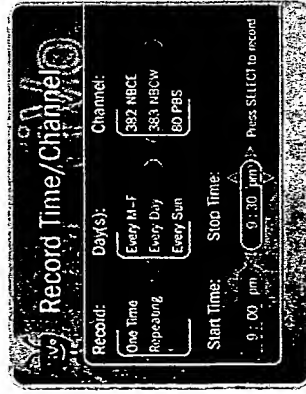 Record Time/Channel
Record:
Day(s):
Channel:
One Time
Every M-F
382 NBCE
Repeating
Every Day
383 NBCW
Every Sun
80 PBS
Start Time:
Stop Time:
9 : 00 pm
9 : 30 pm
Press SELECT to record